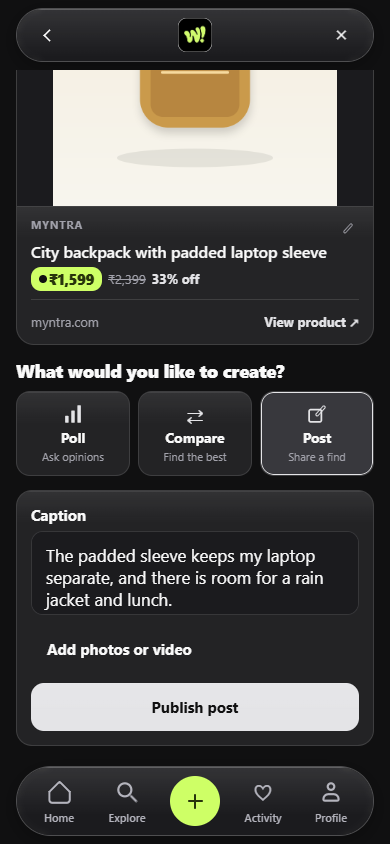 W!
MYNTRA
City backpack with padded laptop sleeve
₹1,599 ₹2,399 33% off
myntra.com View product ↗
What would you like to create?
Poll Compare Post
Ask opinions Find the best Share a find
Caption
The padded sleeve keeps my laptop
separate, and there is room for a rain
jacket and lunch.
Add photos or video
Publish post
Home Explore Activity Profile